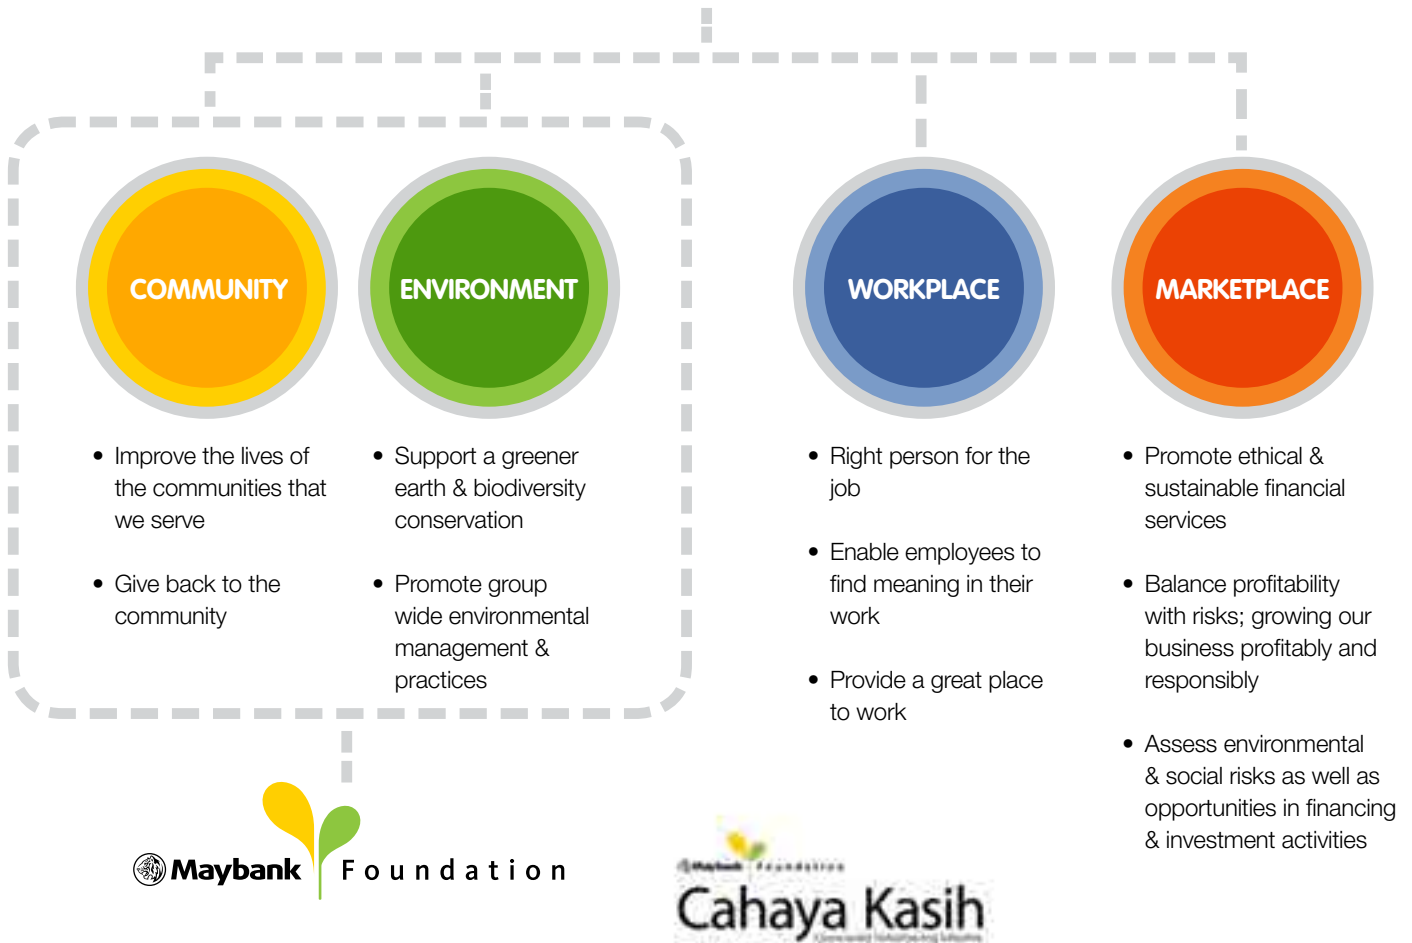 COMMUNITY
• Improve the lives of
the communities that
we serve
• Give back to the
community
ENVIRONMENT
• Support a greener
earth & biodiversity
conservation
• Promote group
wide environmental
management &
practices
WORKPLACE
• Right person for the
job
• Enable employees to
find meaning in their
work
• Provide a great place
to work
MARKETPLACE
• Promote ethical &
sustainable financial
services
• Balance profitability
with risks; growing our
business profitably and
responsibly
• Assess environmental
& social risks as well as
opportunities in financing
& investment activities
Maybank Foundation
Maybank Foundation
Cahaya Kasih